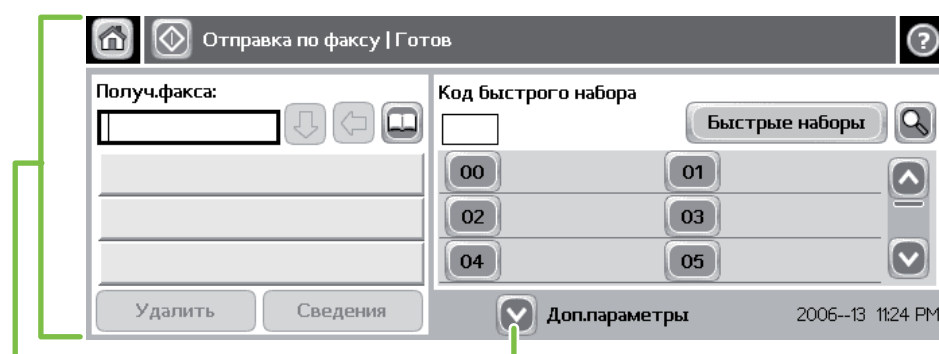 Отправка по факсу | Готов
?
Получ.факса:
Код быстрого набора
Быстрые наборы
00
01
02
03
04
05
Удалить
Сведения
Доп.параметры
2006--13 11:24 PM